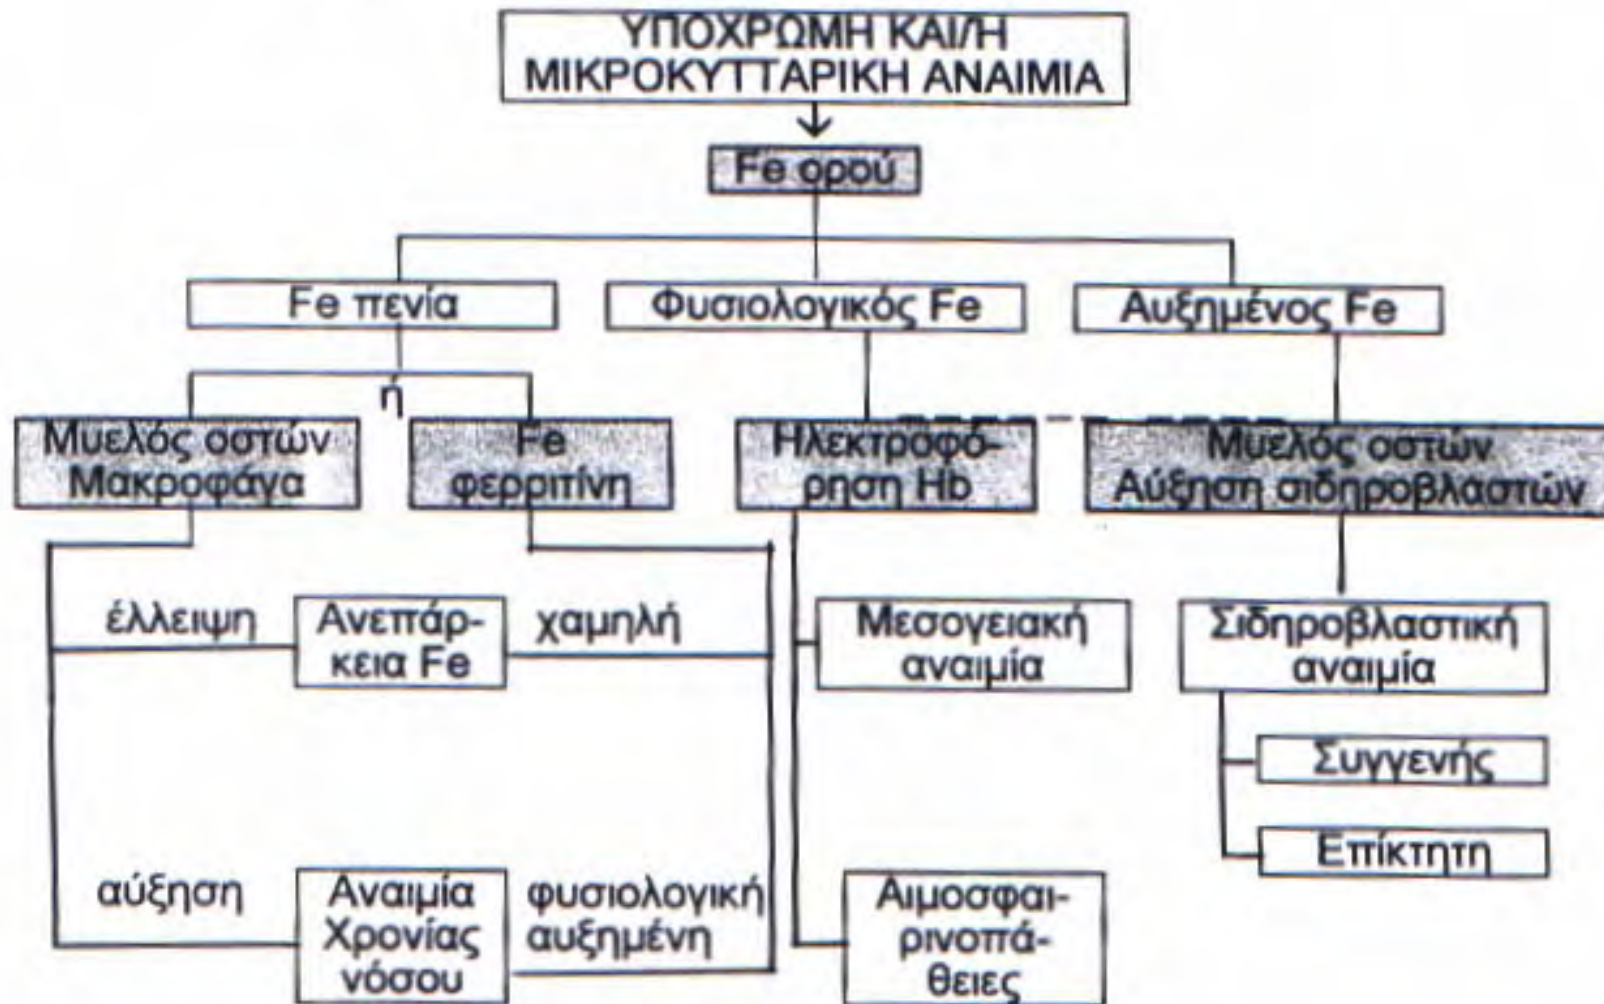 ΥΠΟΧΡΩΜΗ ΚΑΙ/Η
ΜΙΚΡΟΚΥΤΤΑΡΙΚΗ ΑΝΑΙΜΙΑ
Fe ορού
Fe πενία
Φυσιολογικός Fe
Αυξημένος Fe
ή
Μυελός οστών
Μακροφάγα
Fe
φερριτίνη
Ηλεκτροφό-
ρηση Hb
Μυελός οστών
Αύξηση σιδηροβλαστών
έλλειψη
Ανεπάρ-
κεια Fe
χαμηλή
Μεσογειακή
αναιμία
Σιδηροβλαστική
αναιμία
Συγγενής
Επίκτητη
αύξηση
Αναιμία
Χρονίας
νόσου
φυσιολογική
αυξημένη
Αιμοσφαι-
ρινοπά-
θειες